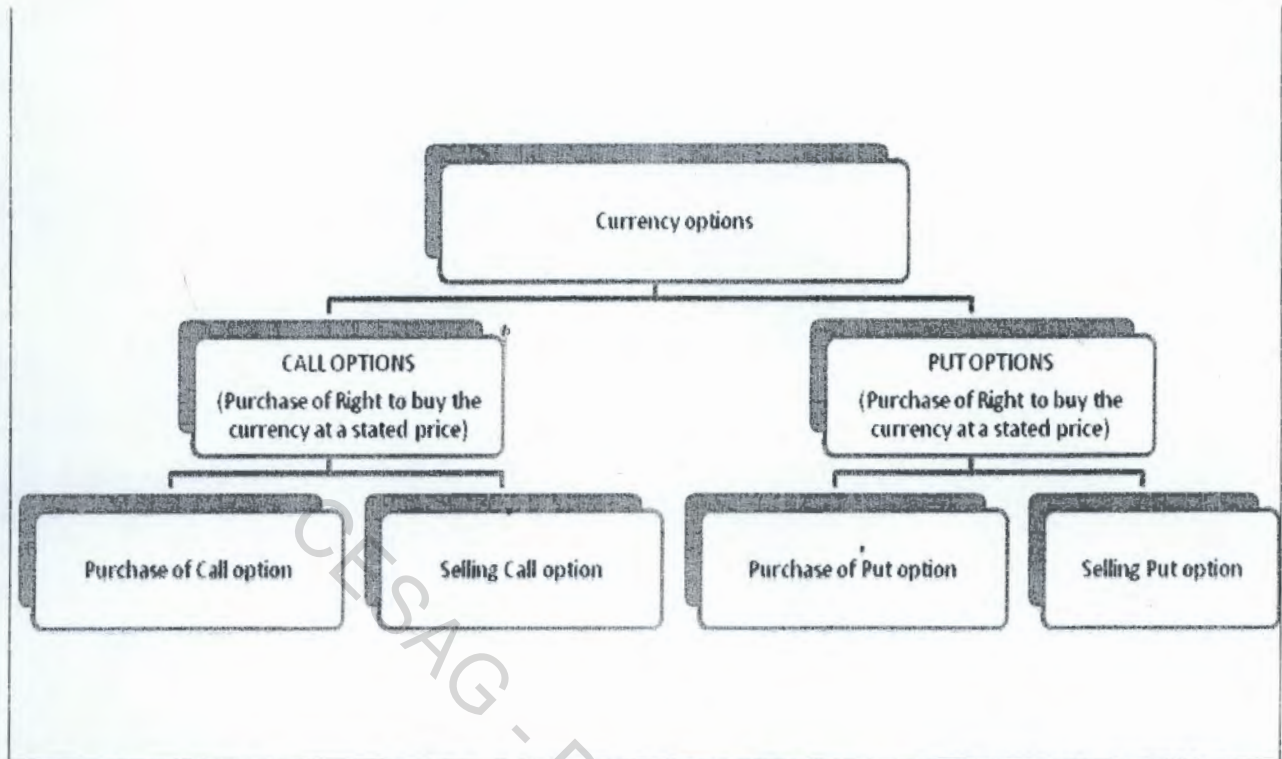 Currency options
CALL OPTIONS
(Purchase of Right to buy the
currency at a stated price)
PUT OPTIONS
(Purchase of Right to buy the
currency at a stated price)
Purchase of Call option
Selling Call option
Purchase of Put option
Selling Put option
CESAG -